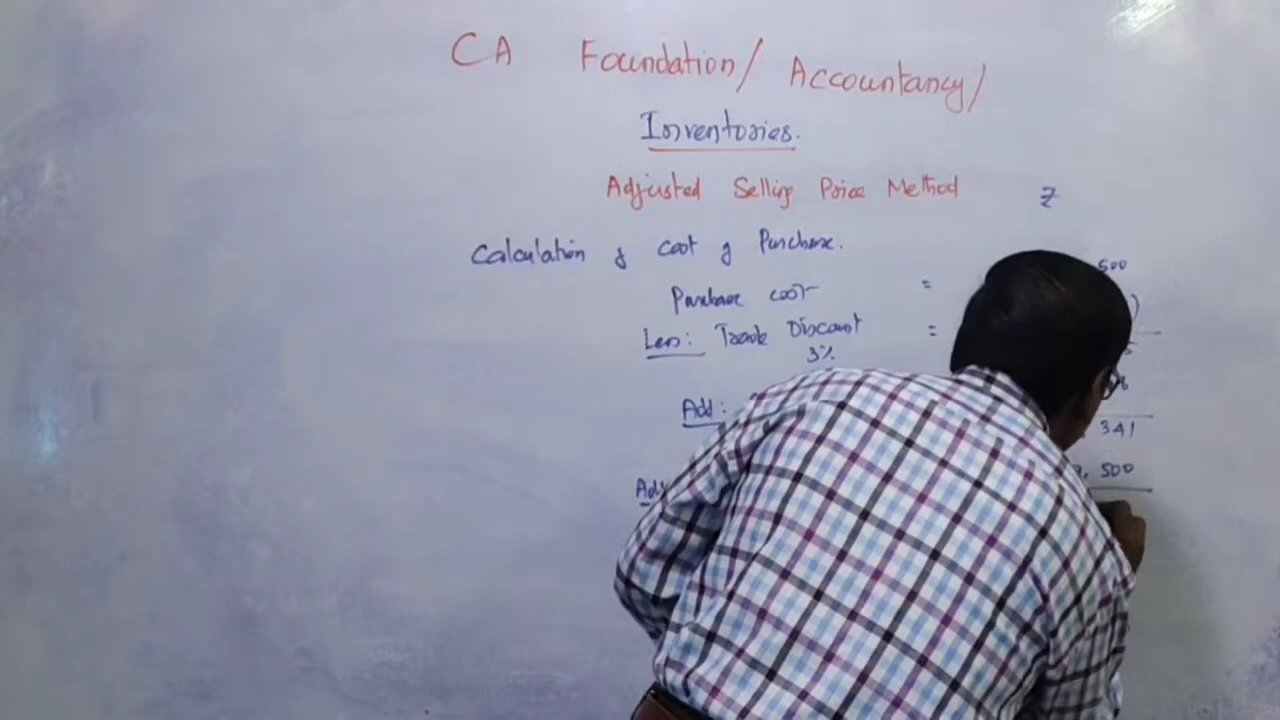 CA Foundation/ Accountancy/
Inventories.
Adjusted Selling Price Method ₹
Calculation of cost of Purchase.
Purchase cost = 500
Less: Trade Discount = )
3%
Add:
341
Add
500